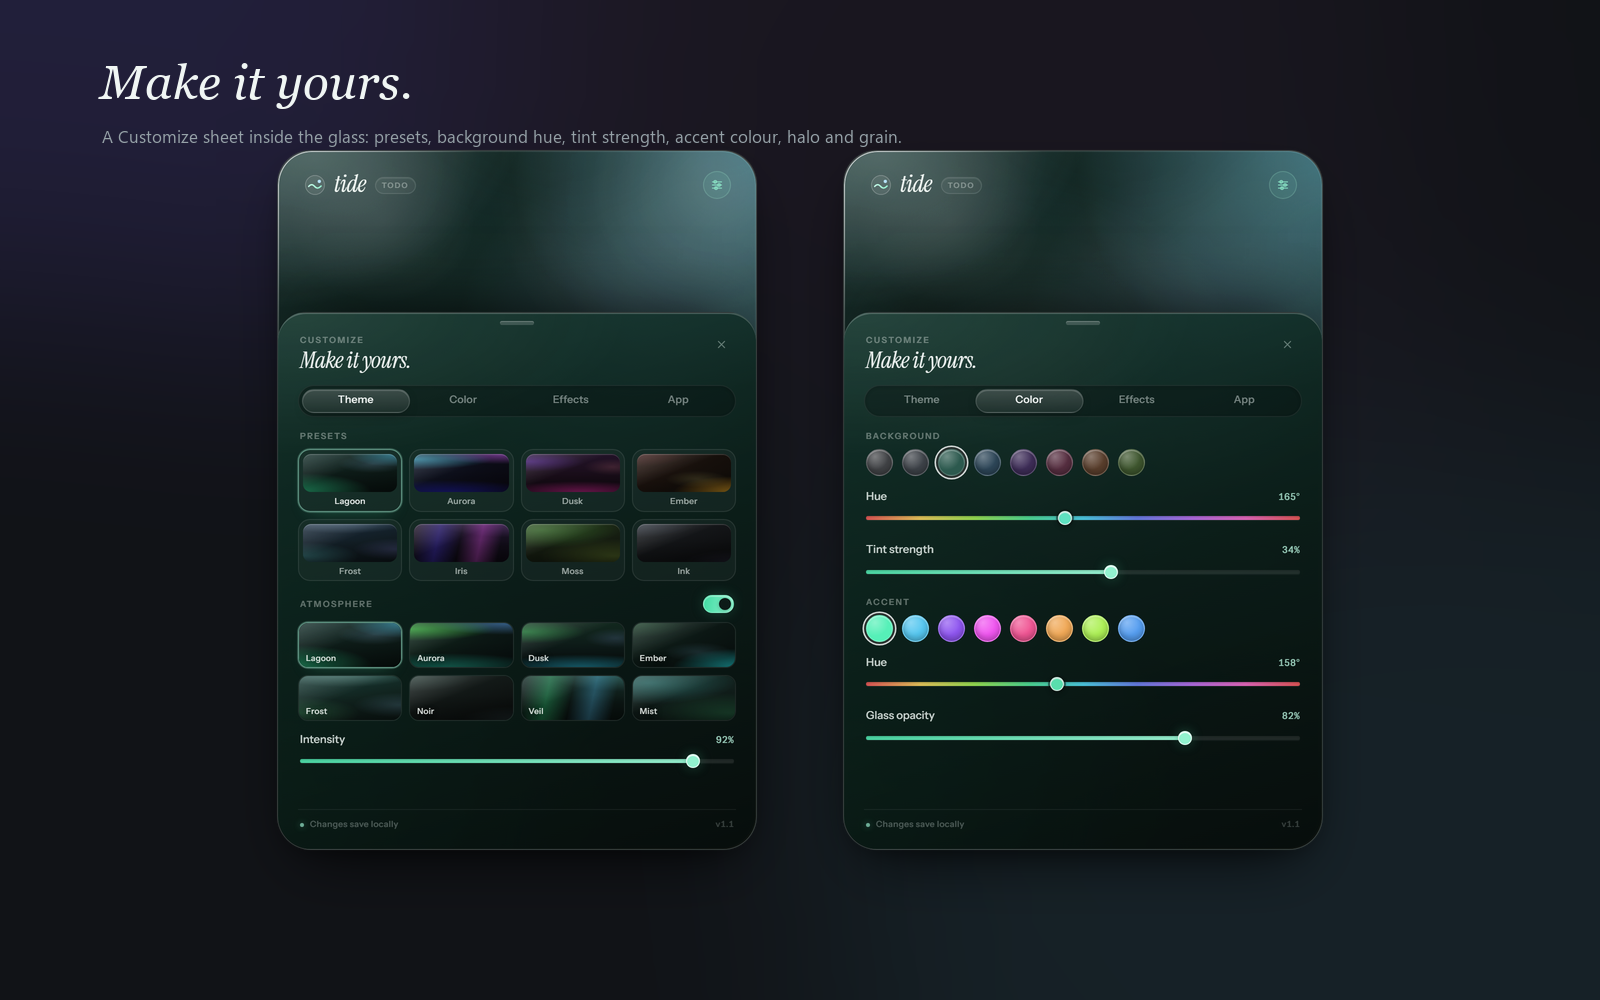 Make it yours.
A Customize sheet inside the glass: presets, background hue, tint strength, accent colour, halo and grain.
tide TODO
CUSTOMIZE
Make it yours.
Theme Color Effects App
PRESETS
Lagoon Aurora Dusk Ember
Frost Iris Moss Ink
ATMOSPHERE
Lagoon Aurora Dusk Ember
Frost Noir Veil Mist
Intensity 92%
Changes save locally v1.1
tide TODO
CUSTOMIZE
Make it yours.
Theme Color Effects App
BACKGROUND
Hue 165°
Tint strength 34%
ACCENT
Hue 158°
Glass opacity 82%
Changes save locally v1.1